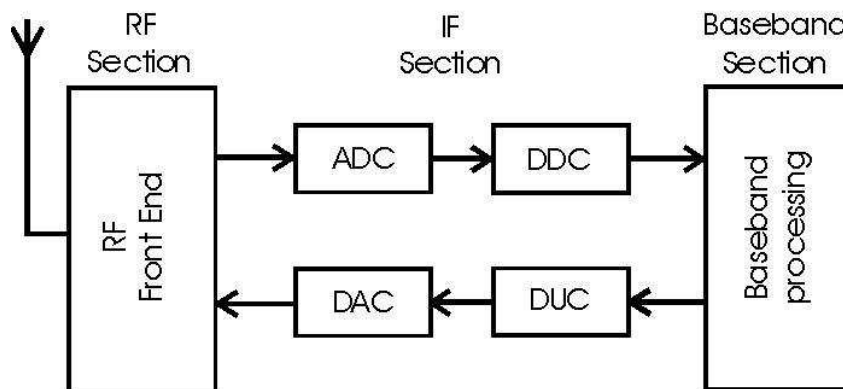 RF
Section
IF
Section
Baseband
Section
RF
Front End
ADC
DDC
DAC
DUC
Baseband
processing